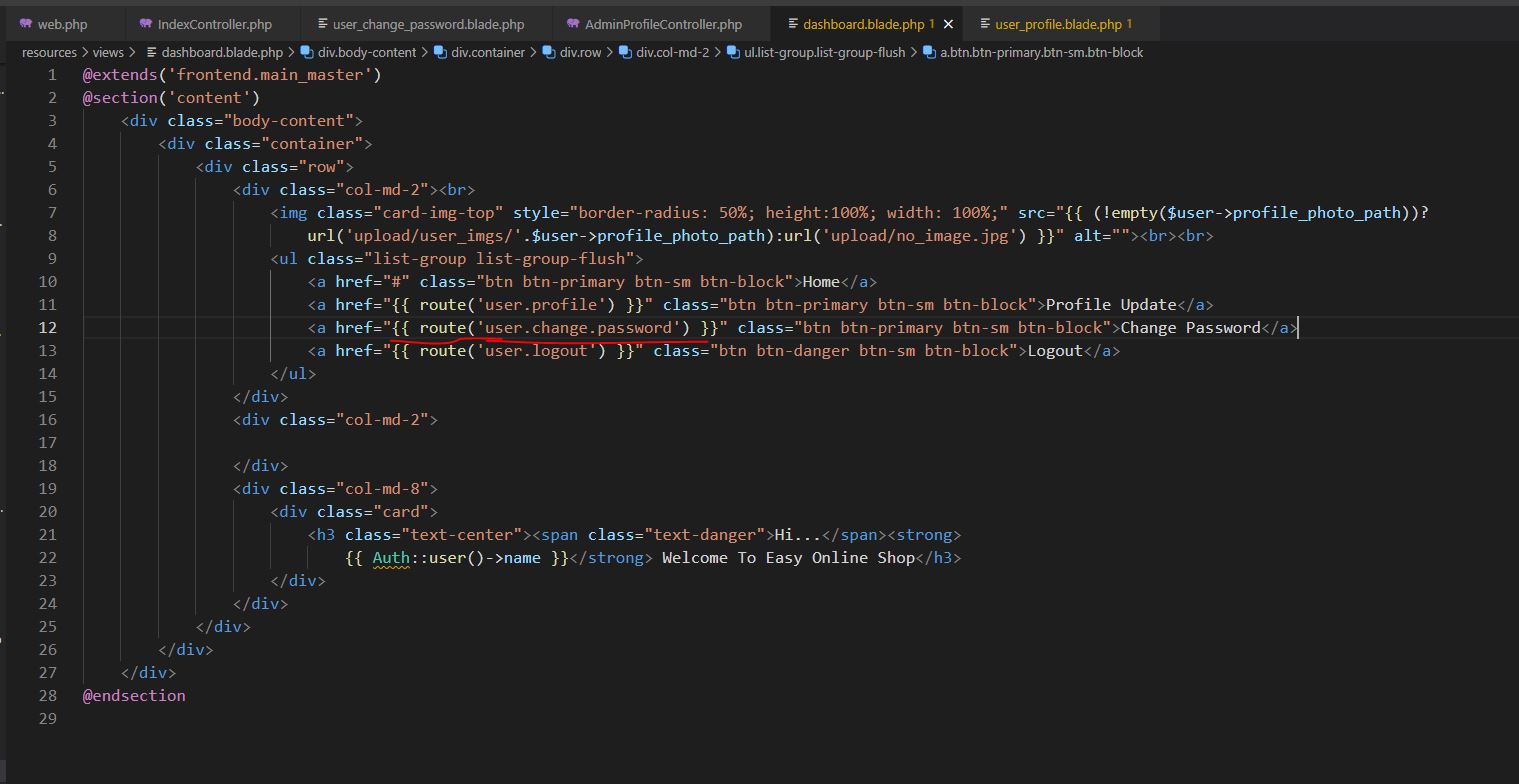 web.php IndexController.php user_change_password.blade.php AdminProfileController.php dashboard.blade.php 1 user_profile.blade.php 1
resources > views > dashboard.blade.php > div.body-content > div.container > div.row > div.col-md-2 > ul.list-group.list-group-flush > a.btn.btn-primary.btn-sm.btn-block
1 @extends('frontend.main_master')
2 @section('content')
3 <div class="body-content">
4 <div class="container">
5 <div class="row">
6 <div class="col-md-2"><br>
7 <img class="card-img-top" style="border-radius: 50%; height:100%; width: 100%;" src="{{ (!empty($user->profile_photo_path))?
8 url('upload/user_imgs/'.$user->profile_photo_path):url('upload/no_image.jpg') }}" alt=""><br><br>
9 <ul class="list-group list-group-flush">
10 <a href="#" class="btn btn-primary btn-sm btn-block">Home</a>
11 <a href="{{ route('user.profile') }}" class="btn btn-primary btn-sm btn-block">Profile Update</a>
12 <a href="{{ route('user.change.password') }}" class="btn btn-primary btn-sm btn-block">Change Password</a>
13 <a href="{{ route('user.logout') }}" class="btn btn-danger btn-sm btn-block">Logout</a>
14 </ul>
15 </div>
16 <div class="col-md-2">
17
18 </div>
19 <div class="col-md-8">
20 <div class="card">
21 <h3 class="text-center"><span class="text-danger">Hi...</span><strong>
22 {{ Auth::user()->name }}</strong> Welcome To Easy Online Shop</h3>
23 </div>
24 </div>
25 </div>
26 </div>
27 </div>
28 @endsection
29